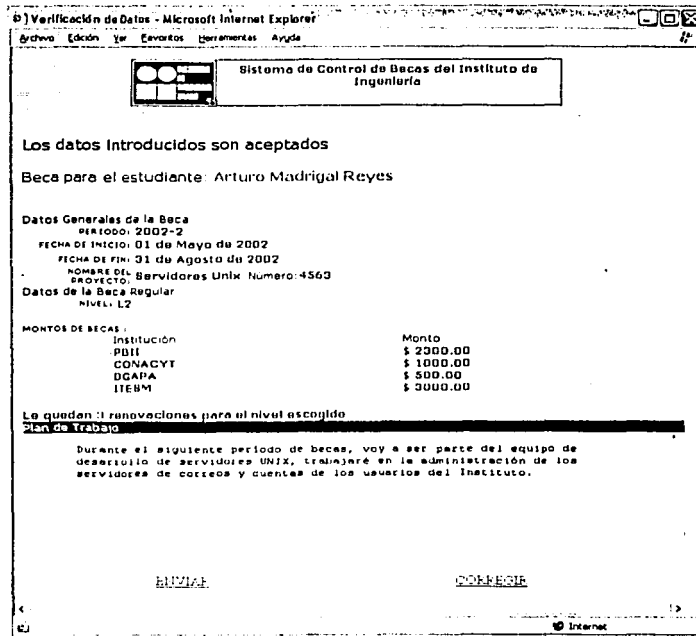 Verificación de Datos - Microsoft Internet Explorer
Archivo Edición Ver Favoritos Herramientas Ayuda
Sistema de Control de Becas del Instituto de
Ingeniería
Los datos Introducidos son aceptados
Beca para el estudiante: Arturo Madrigal Reyes
Datos Generales de la Beca
PERIODO: 2002-2
FECHA DE INICIO: 01 de Mayo de 2002
FECHA DE FIN: 31 de Agosto de 2002
NOMBRE DEL PROYECTO: Servidores Unix Número: 4563
Datos de la Beca Regular
NIVEL: L2
MONTOS DE BECAS :
Institución Monto
$ 2300.00
CONACYT $ 1000.00
DGAPA $ 500.00
$ 3000.00
Le quedan renovaciones para el nivel escogido
Plan de Trabajo
Durante el siguiente periodo de becas, voy a ser parte del equipo de
desarrollo de servidores UNIX, trabajaré en la administración de los
servidores de correos y cuentas de los usuarios del Instituto.
ENVIAR CORREGIR
Internet